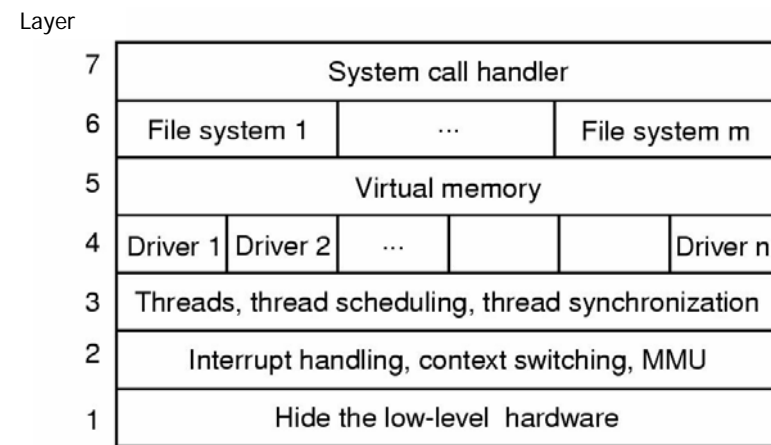 Layer
7 System call handler
6 File system 1 ... File system m
5 Virtual memory
4 Driver 1 Driver 2 ... Driver n
3 Threads, thread scheduling, thread synchronization
2 Interrupt handling, context switching, MMU
1 Hide the low-level hardware